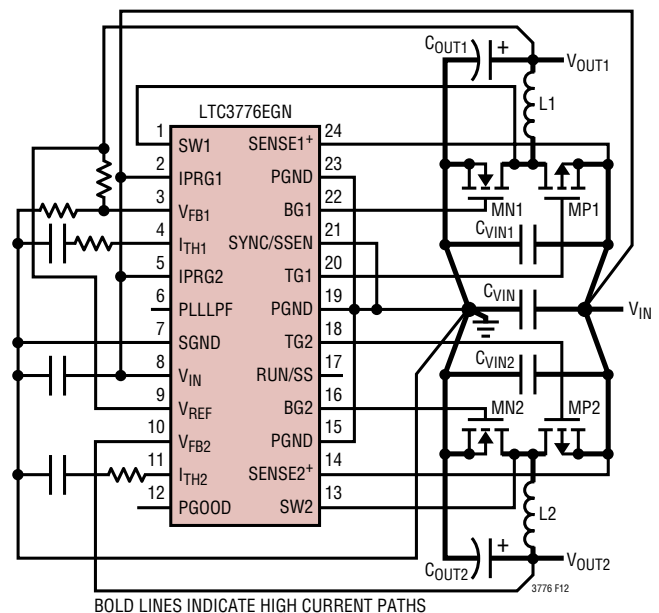 COUT1
+
VOUT1
L1
LTC3776EGN
1 SW1 SENSE1+ 24
2 IPRG1 PGND 23
3 VFB1 BG1 22
4 ITH1 SYNC/SSEN 21
5 IPRG2 TG1 20
6 PLLLPF PGND 19
7 SGND TG2 18
8 VIN RUN/SS 17
9 VREF BG2 16
10 VFB2 PGND 15
11 ITH2 SENSE2+ 14
12 PGOOD SW2 13
MN1 MP1
CVIN1
CVIN
VIN
CVIN2
MN2 MP2
L2
COUT2
+
VOUT2
3776 F12
BOLD LINES INDICATE HIGH CURRENT PATHS